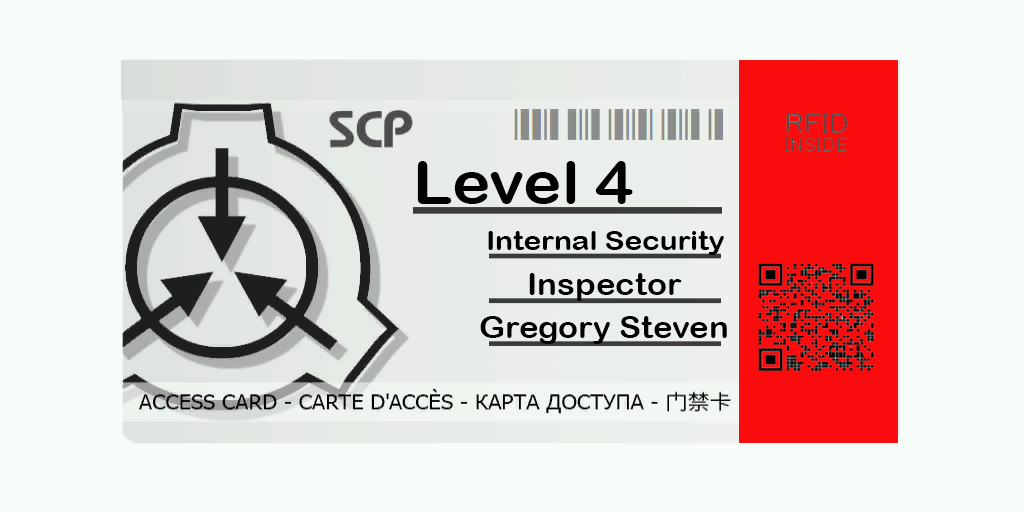 SCP
RFID
INSIDE
Level 4
Internal Security
Inspector
Gregory Steven
ACCESS CARD - CARTE D'ACCÈS - КАРТА ДОСТУПА - 门禁卡